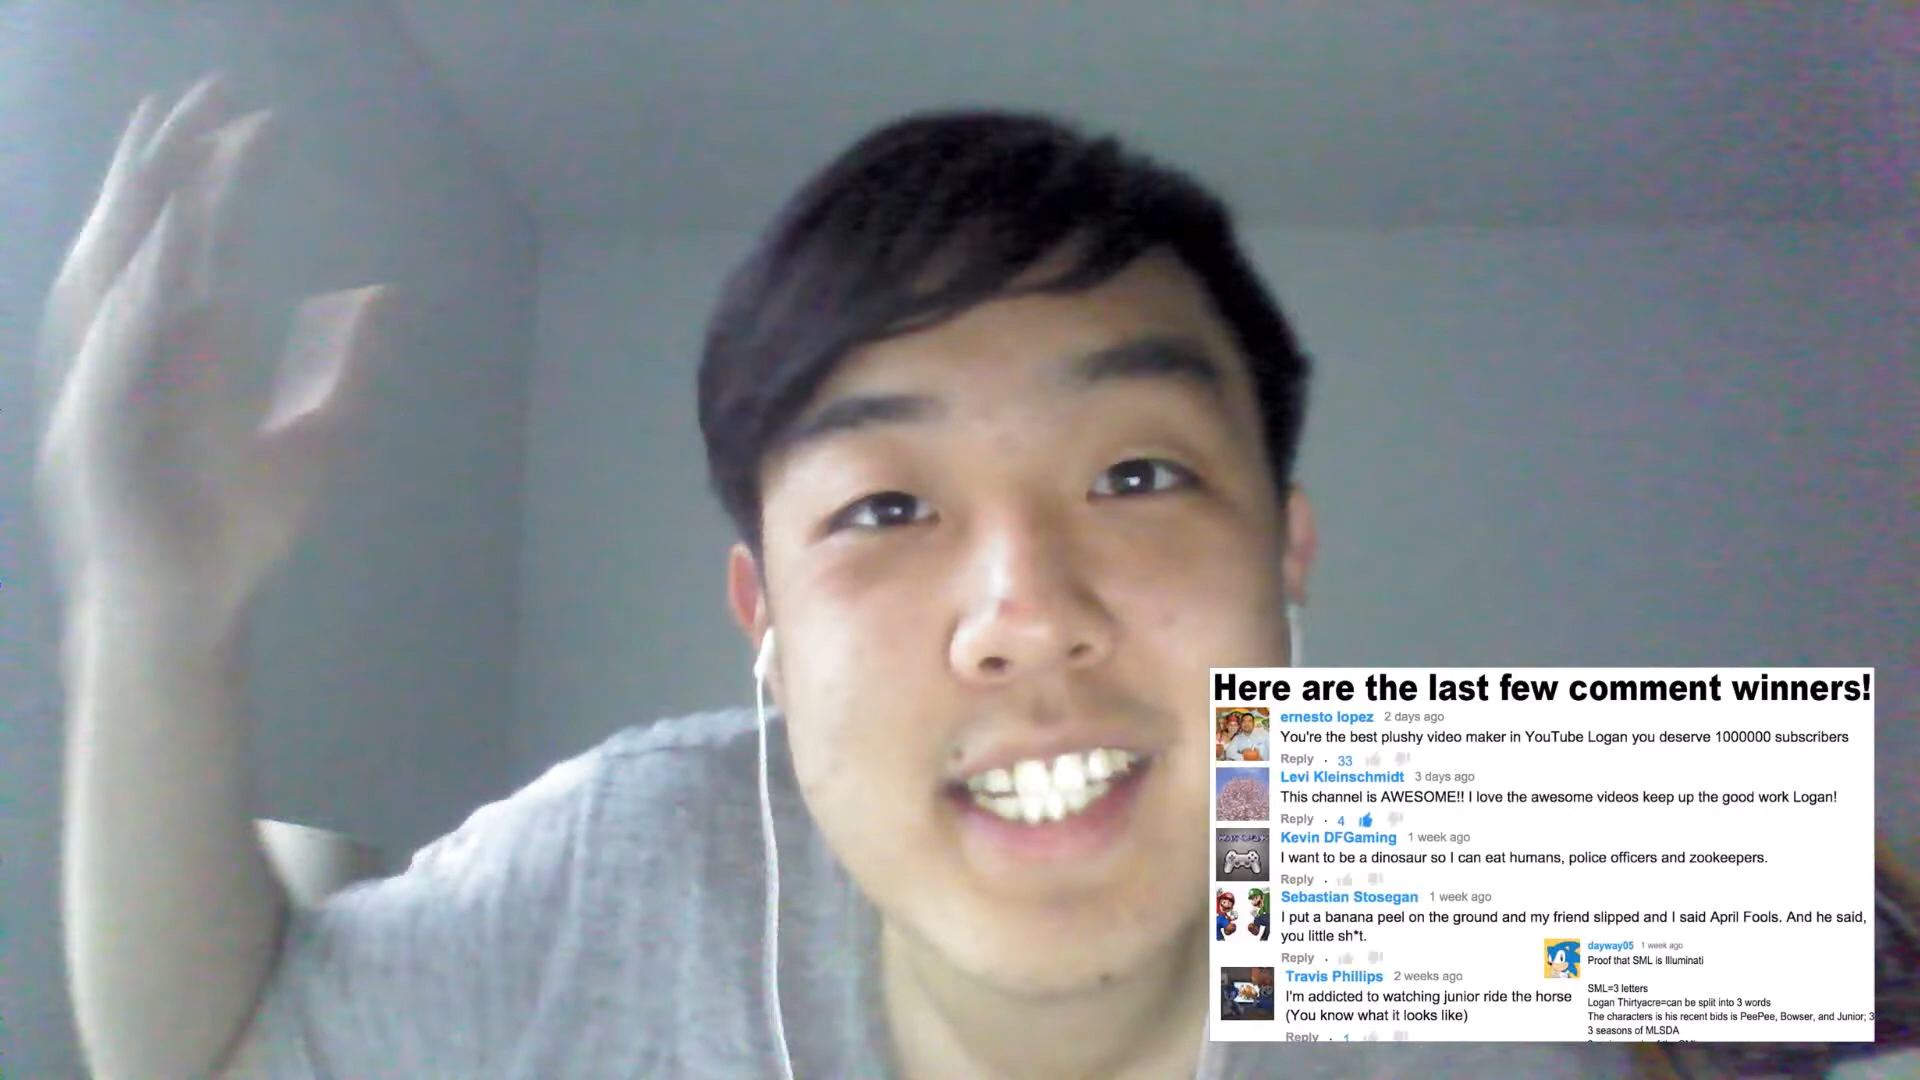 Here are the last few comment winners!
ernesto lopez 2 days ago
You're the best plushy video maker in YouTube Logan you deserve 1000000 subscribers
Reply · 33
Levi Kleinschmidt 3 days ago
This channel is AWESOME!! I love the awesome videos keep up the good work Logan!
Reply · 4
Kevin DFGaming 1 week ago
I want to be a dinosaur so I can eat humans, police officers and zookeepers.
Reply ·
Sebastian Stosegan 1 week ago
I put a banana peel on the ground and my friend slipped and I said April Fools. And he said,
you little sh*t.
Reply ·
Travis Phillips 2 weeks ago
I'm addicted to watching junior ride the horse
(You know what it looks like)
Reply · 1
dayway05 1 week ago
Proof that SML is Illuminati
SML=3 letters
Logan Thirtyacre=can be split into 3 words
The characters is his recent bids is PeePee, Bowser, and Junior; 3
3 seasons of MLSDA